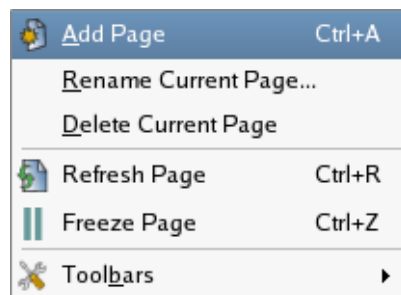 Add Page Ctrl+A
Rename Current Page...
Delete Current Page
Refresh Page Ctrl+R
Freeze Page Ctrl+Z
Toolbars